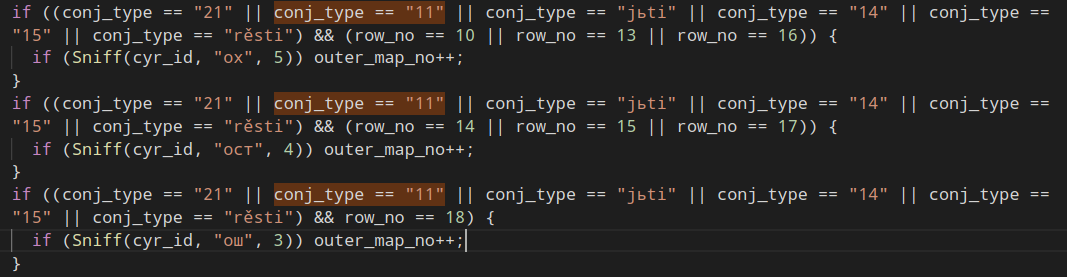 if ((conj_type == "21" || conj_type == "11" || conj_type == "jьti" || conj_type == "14" || conj_type ==
"15" || conj_type == "rěsti") && (row_no == 10 || row_no == 13 || row_no == 16)) {
  if (Sniff(cyr_id, "ох", 5)) outer_map_no++;
}
if ((conj_type == "21" || conj_type == "11" || conj_type == "jьti" || conj_type == "14" || conj_type ==
"15" || conj_type == "rěsti") && (row_no == 14 || row_no == 15 || row_no == 17)) {
  if (Sniff(cyr_id, "ост", 4)) outer_map_no++;
}
if ((conj_type == "21" || conj_type == "11" || conj_type == "jьti" || conj_type == "14" || conj_type ==
"15" || conj_type == "rěsti") && row_no == 18) {
  if (Sniff(cyr_id, "ош", 3)) outer_map_no++;
}